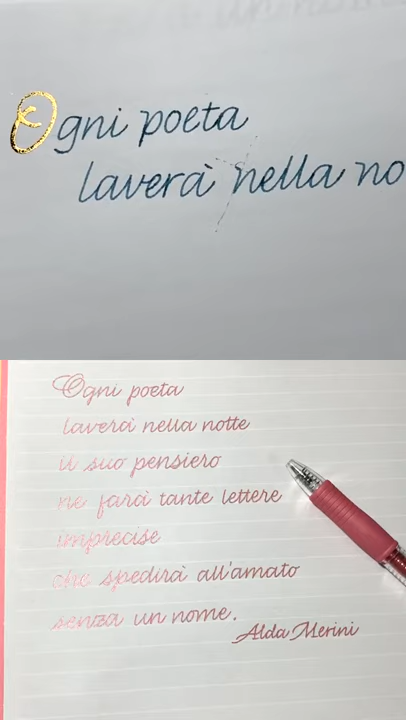 Ogni poeta
laverà nella no
Ogni poeta
laverà nella notte
il suo pensiero
ne farà tante lettere
imprecise
che spedirà all'amato
senza un nome.
Alda Merini